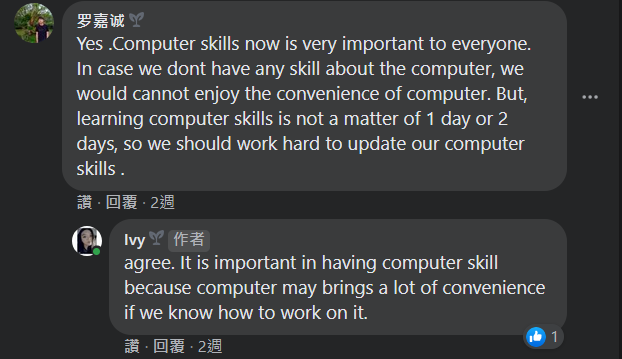 罗嘉诚
Yes .Computer skills now is very important to everyone.
In case we dont have any skill about the computer, we
would cannot enjoy the convenience of computer. But,
learning computer skills is not a matter of 1 day or 2
days, so we should work hard to update our computer
skills .
讚 · 回覆 · 2週
Ivy 作者
agree. It is important in having computer skill
because computer may brings a lot of convenience
if we know how to work on it.
1
讚 · 回覆 · 2週